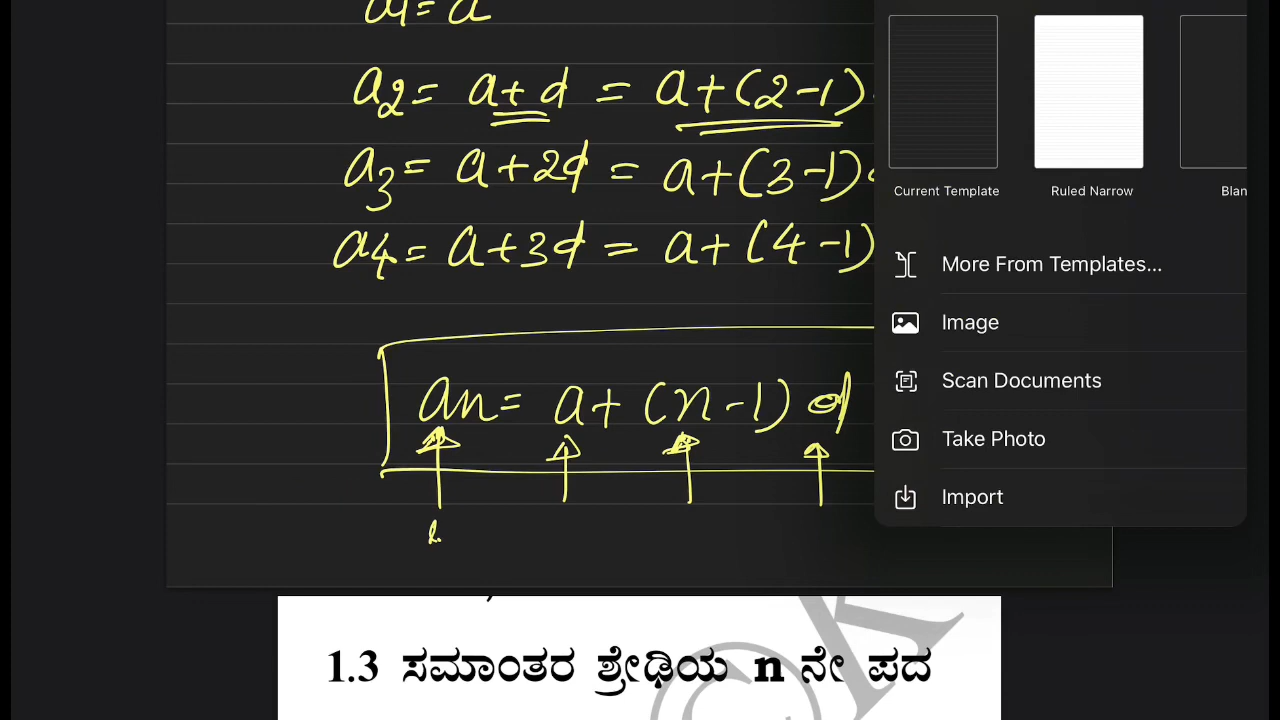 a1= a
a2= a+d = a+(2-1)
a3= a+2d = a+(3-1)
a4= a+3d = a+(4-1)
an= a+ (n-1) d
1.3 ಸಮಾಂತರ ಶ್ರೇಢಿಯ n ನೇ ಪದ
Current Template
Ruled Narrow
Blan
More From Templates...
Image
Scan Documents
Take Photo
Import